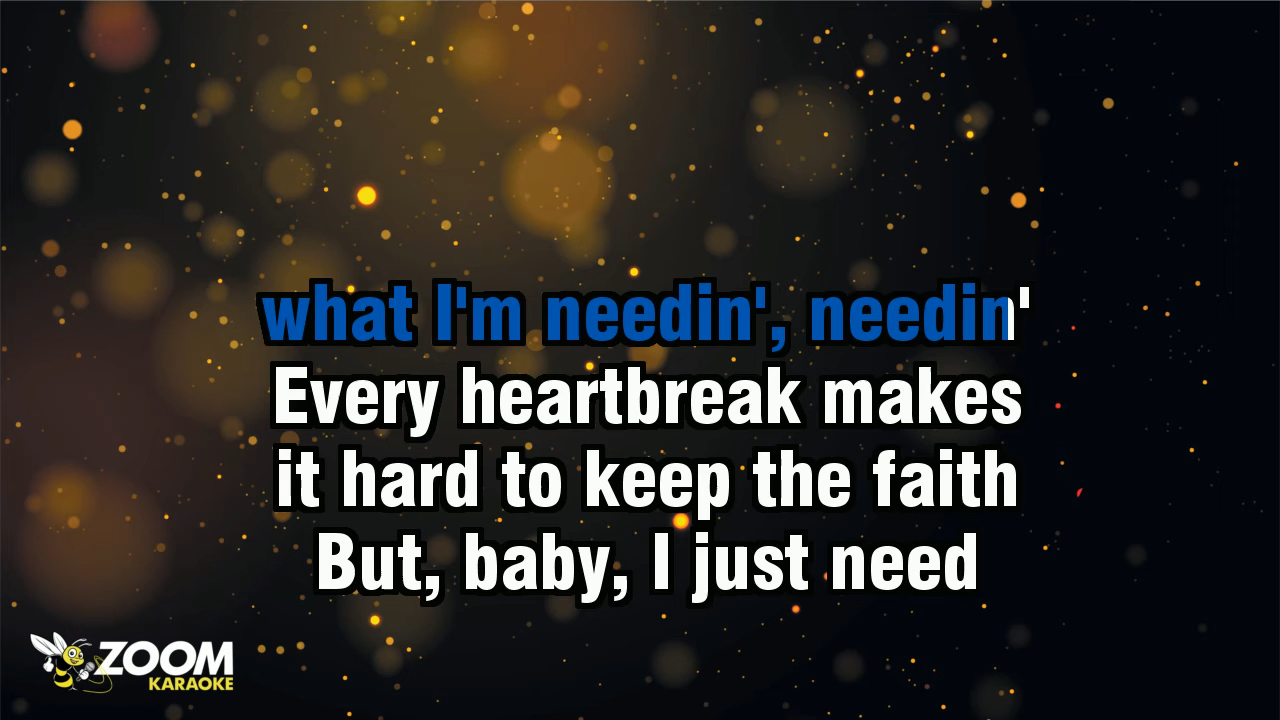 what I'm needin', needin'
Every heartbreak makes
it hard to keep the faith
But, baby, I just need
ZOOM
KARAOKE